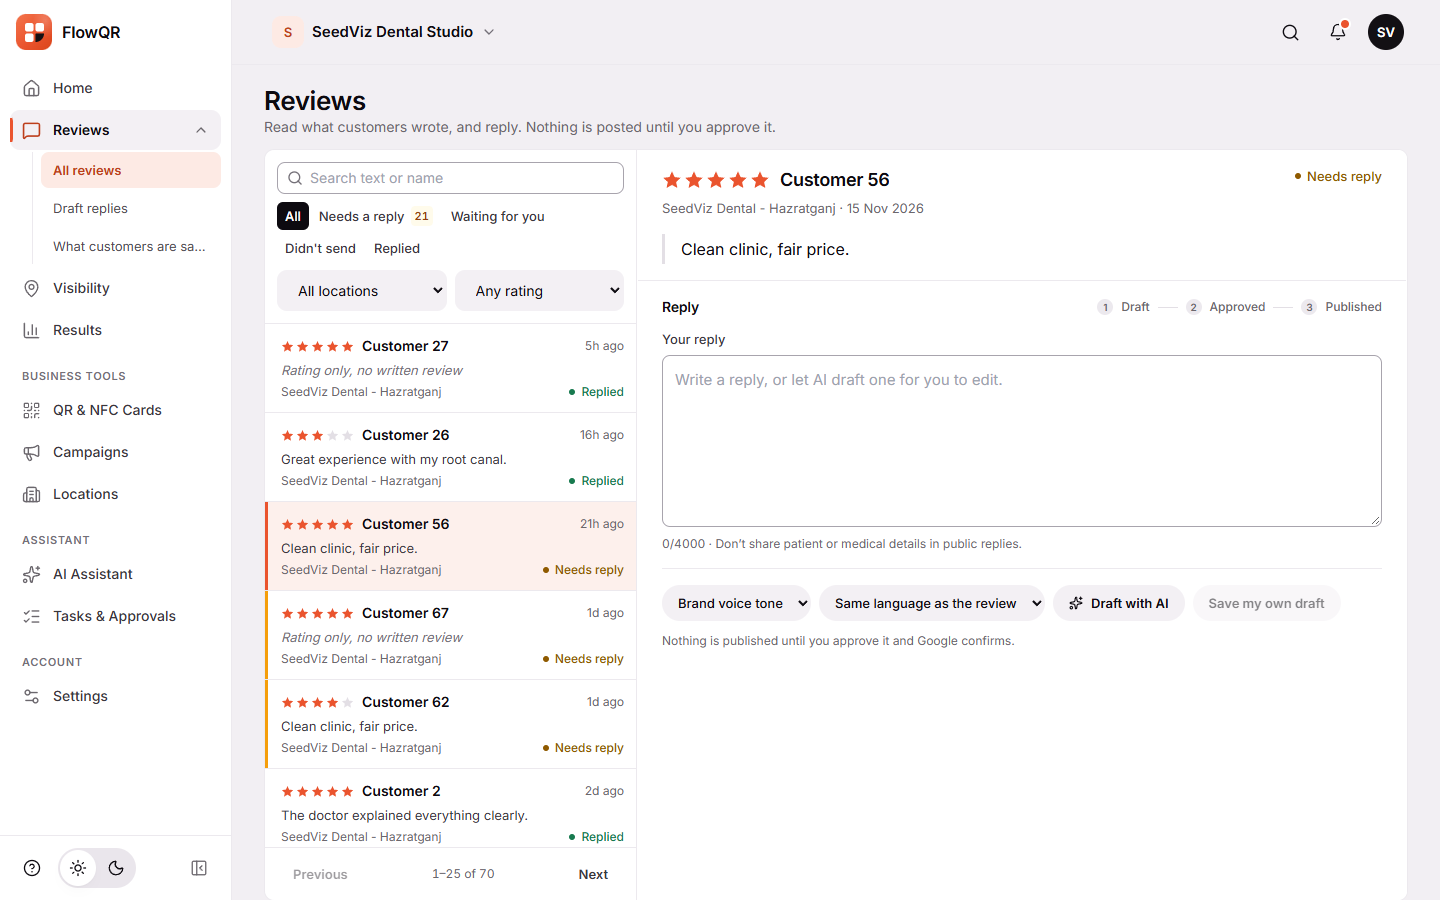 FlowQR
S SeedViz Dental Studio
SV
Home
Reviews
All reviews
Draft replies
What customers are sa...
Visibility
Results
BUSINESS TOOLS
QR & NFC Cards
Campaigns
Locations
ASSISTANT
AI Assistant
Tasks & Approvals
ACCOUNT
Settings
Reviews
Read what customers wrote, and reply. Nothing is posted until you approve it.
Search text or name
All Needs a reply 21 Waiting for you
Didn't send Replied
All locations Any rating
Customer 27 5h ago
Rating only, no written review
SeedViz Dental - Hazratganj Replied
Customer 26 16h ago
Great experience with my root canal.
SeedViz Dental - Hazratganj Replied
Customer 56 21h ago
Clean clinic, fair price.
SeedViz Dental - Hazratganj Needs reply
Customer 67 1d ago
Rating only, no written review
SeedViz Dental - Hazratganj Needs reply
Customer 62 1d ago
Clean clinic, fair price.
SeedViz Dental - Hazratganj Needs reply
Customer 2 2d ago
The doctor explained everything clearly.
SeedViz Dental - Hazratganj Replied
Previous 1–25 of 70 Next
Customer 56 Needs reply
SeedViz Dental - Hazratganj · 15 Nov 2026
Clean clinic, fair price.
Reply 1 Draft 2 Approved 3 Published
Your reply
Write a reply, or let AI draft one for you to edit.
0/4000 · Don't share patient or medical details in public replies.
Brand voice tone Same language as the review Draft with AI Save my own draft
Nothing is published until you approve it and Google confirms.